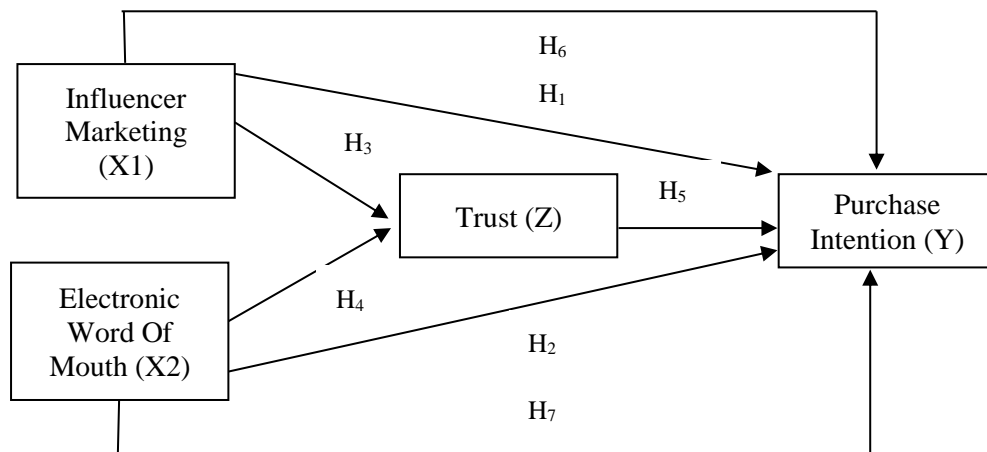 H₆
Influencer
Marketing
(X1)
H₁
H₃
Trust (Z)
H₅
Purchase
Intention (Y)
Electronic
Word Of
Mouth (X2)
H₄
H₂
H₇